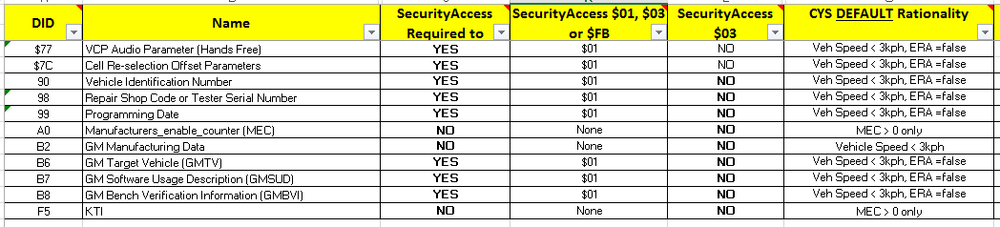 DID Name SecurityAccess Required to SecurityAccess $01, $03 or $FB SecurityAccess $03 CYS DEFAULT Rationality
$77 VCP Audio Parameter (Hands Free) YES $01 NO Veh Speed < 3kph, ERA =false
$7C Cell Re-selection Offset Parameters YES $01 NO Veh Speed < 3kph, ERA =false
90 Vehicle Identification Number YES $01 NO Veh Speed < 3kph, ERA =false
98 Repair Shop Code or Tester Serial Number YES $01 NO Veh Speed < 3kph, ERA =false
99 Programming Date YES $01 NO Veh Speed < 3kph, ERA =false
A0 Manufacturers_enable_counter (MEC) NO None NO MEC > 0 only
B2 GM Manufacturing Data NO None NO Vehicle Speed < 3kph
B6 GM Target Vehicle (GMTV) YES $01 NO Veh Speed < 3kph, ERA =false
B7 GM Software Usage Description (GMSUD) YES $01 NO Veh Speed < 3kph, ERA =false
B8 GM Bench Verification Information (GMBVI) YES $01 NO Veh Speed < 3kph, ERA =false
F5 KTI NO None NO MEC > 0 only